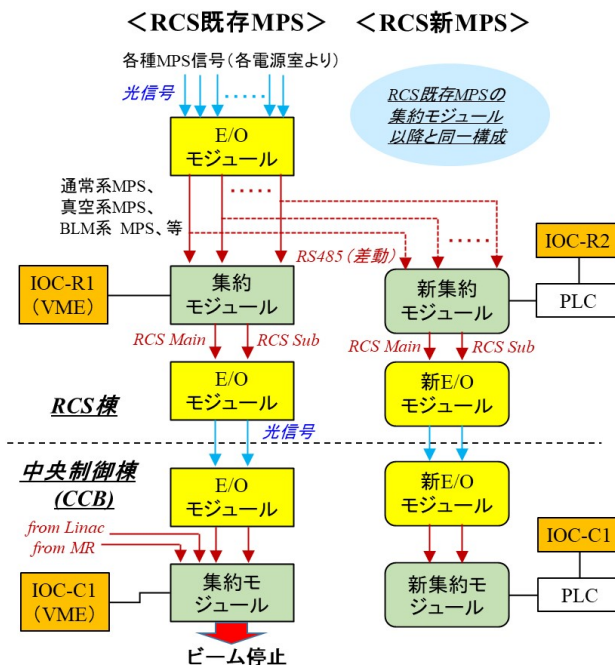 ＜RCS既存MPS＞
＜RCS新MPS＞
各種MPS信号（各電源室より）
光信号
RCS既存MPSの
集約モジュール
以降と同一構成
E/O
モジュール
通常系MPS、
真空系MPS、
BLM系 MPS、等
RS485（差動）
IOC-R1
（VME）
集約
モジュール
新集約
モジュール
IOC-R2
PLC
RCS Main
RCS Sub
RCS Main
RCS Sub
E/O
モジュール
新E/O
モジュール
RCS棟
光信号
中央制御棟
(CCB)
E/O
モジュール
新E/O
モジュール
from Linac
from MR
IOC-C1
（VME）
集約モ
ジュール
新集約モ
ジュール
IOC-C1
PLC
ビーム停止